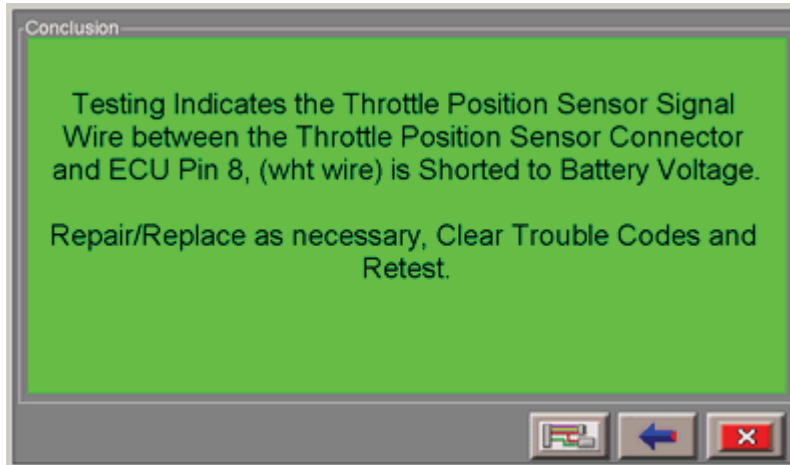 Conclusion
Testing Indicates the Throttle Position Sensor Signal
Wire between the Throttle Position Sensor Connector
and ECU Pin 8, (wht wire) is Shorted to Battery Voltage.
Repair/Replace as necessary, Clear Trouble Codes and
Retest.